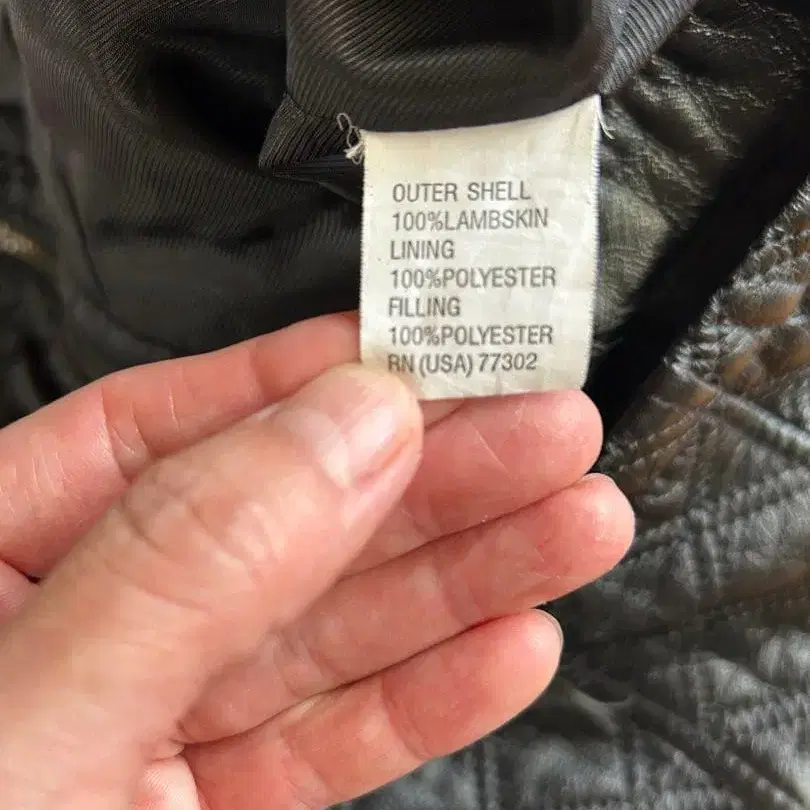 OUTER SHELL
100%LAMBSKIN
LINING
100%POLYESTER
FILLING
100%POLYESTER
RN(USA)77302